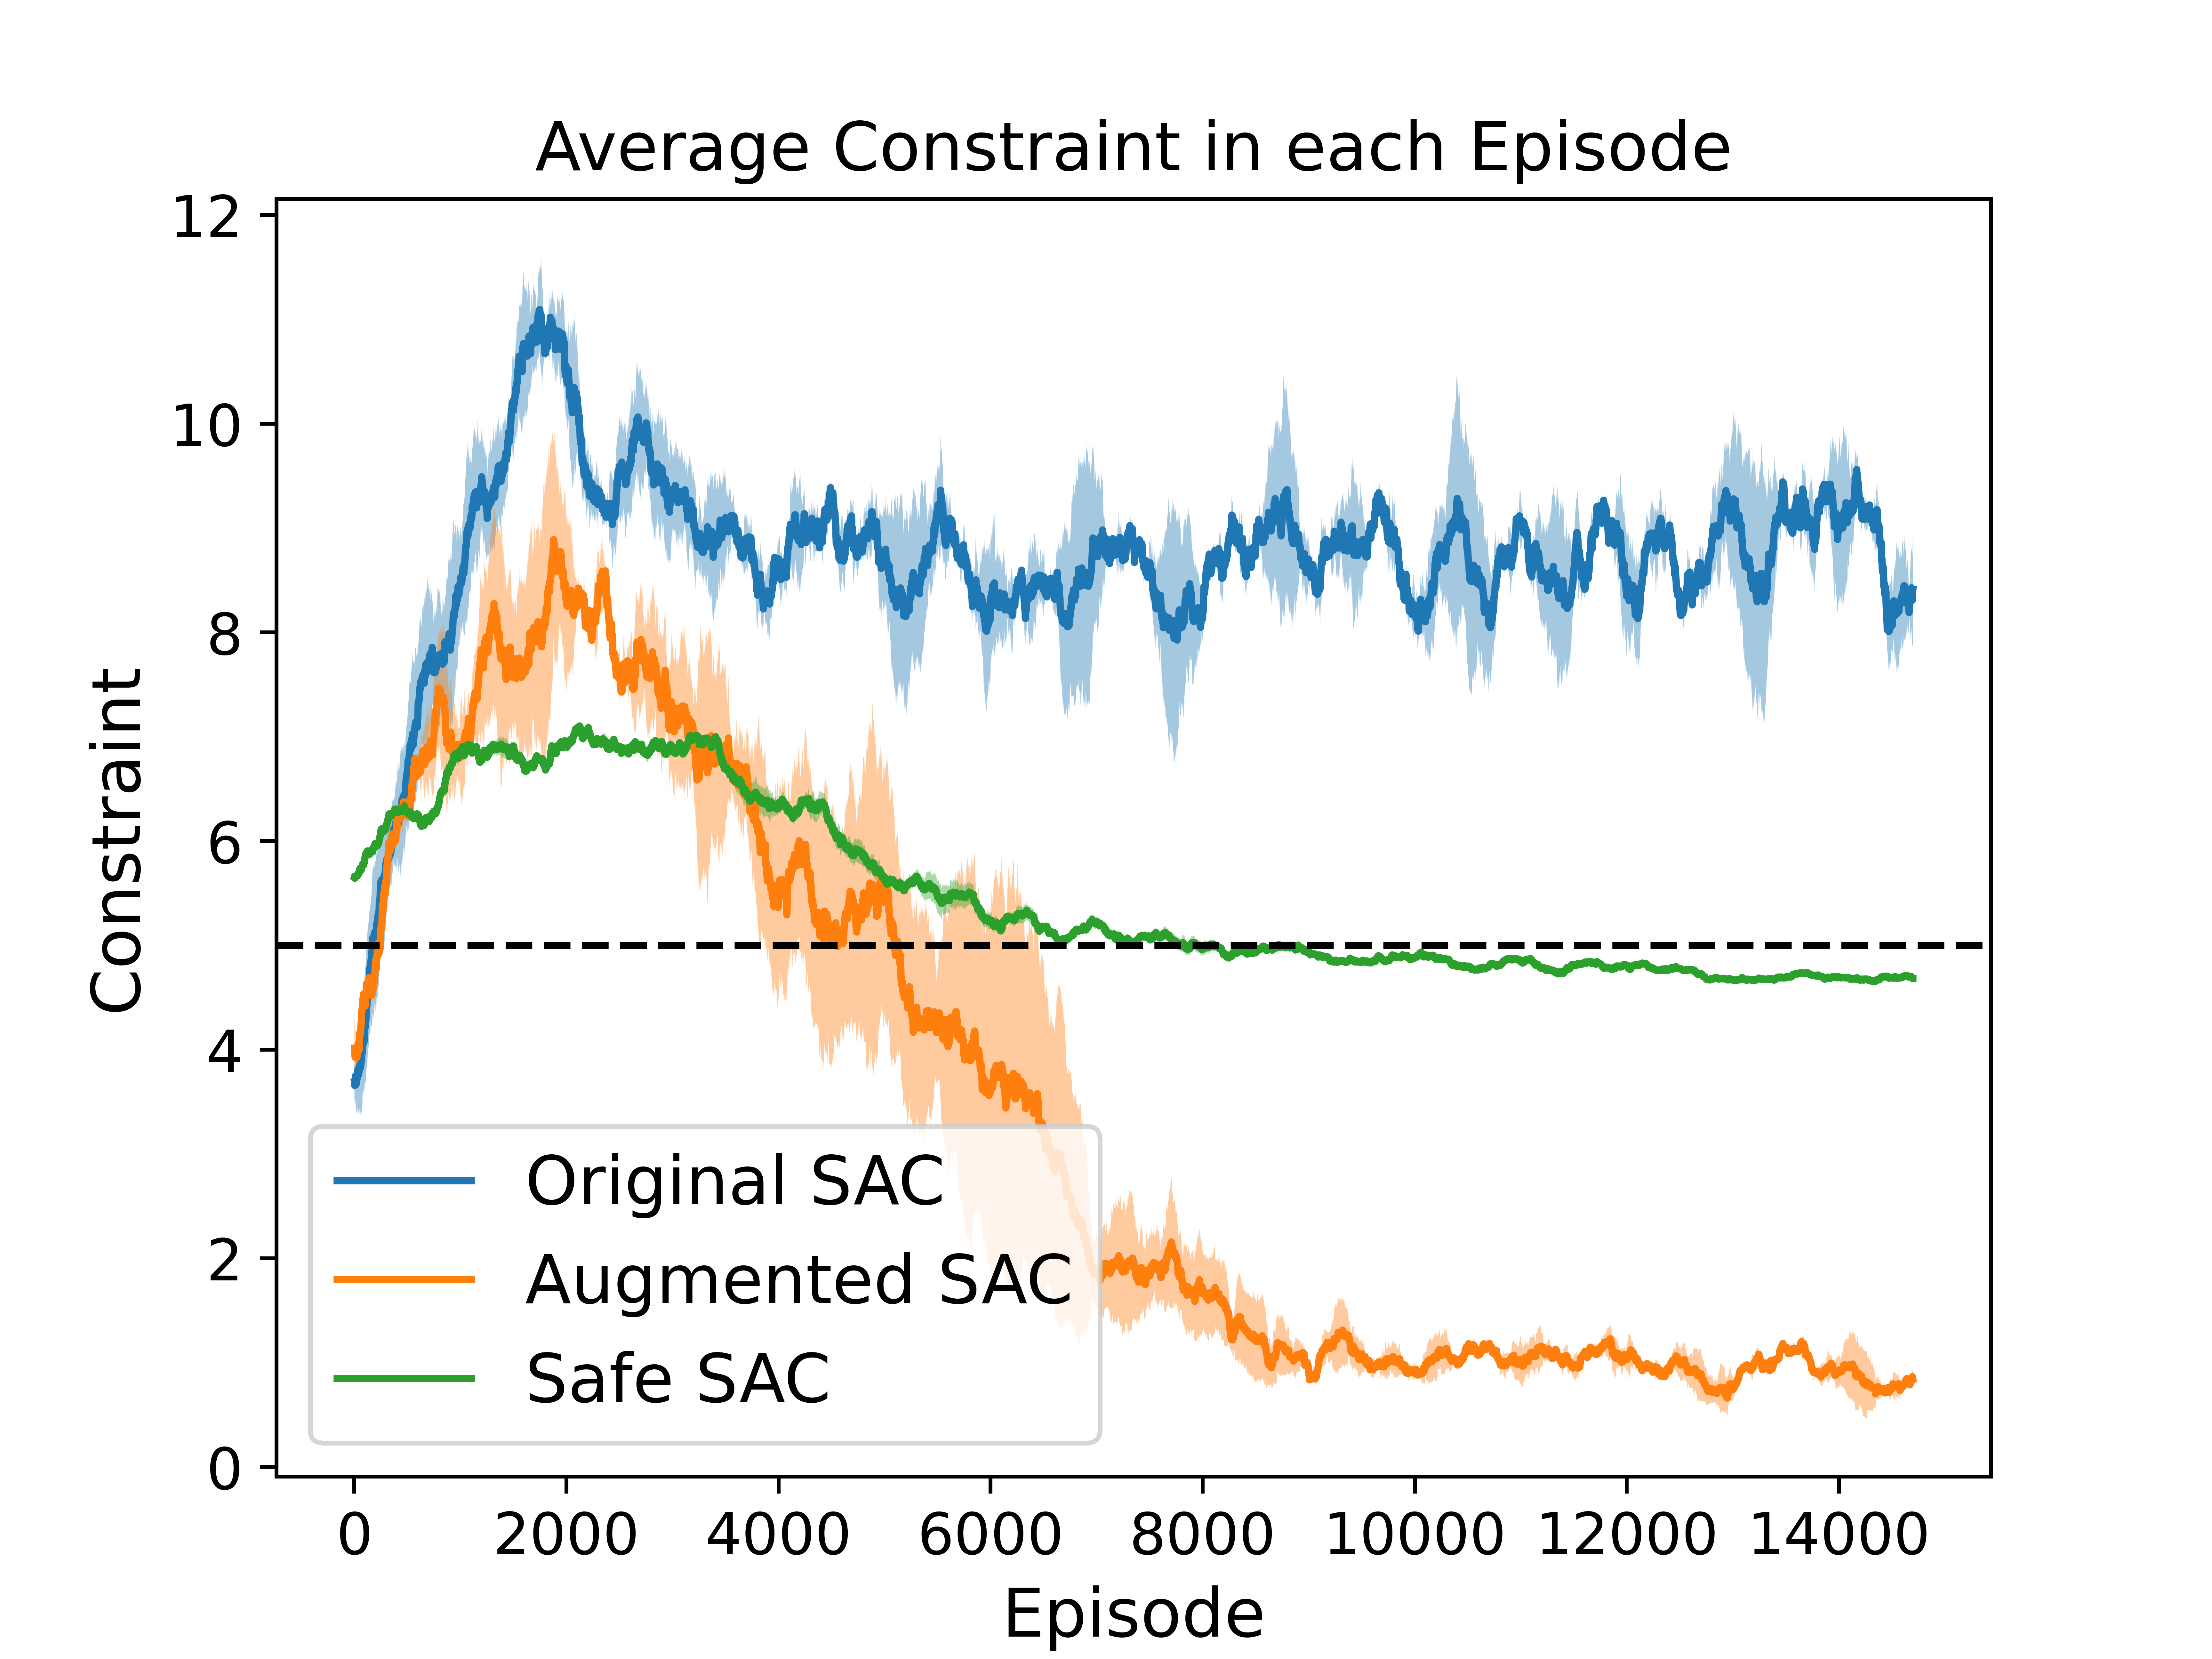 Average Constraint in each Episode
12
10
8
6
4
2
0
Constraint
Original SAC
Augmented SAC
Safe SAC
0 2000 4000 6000 8000 10000 12000 14000
Episode